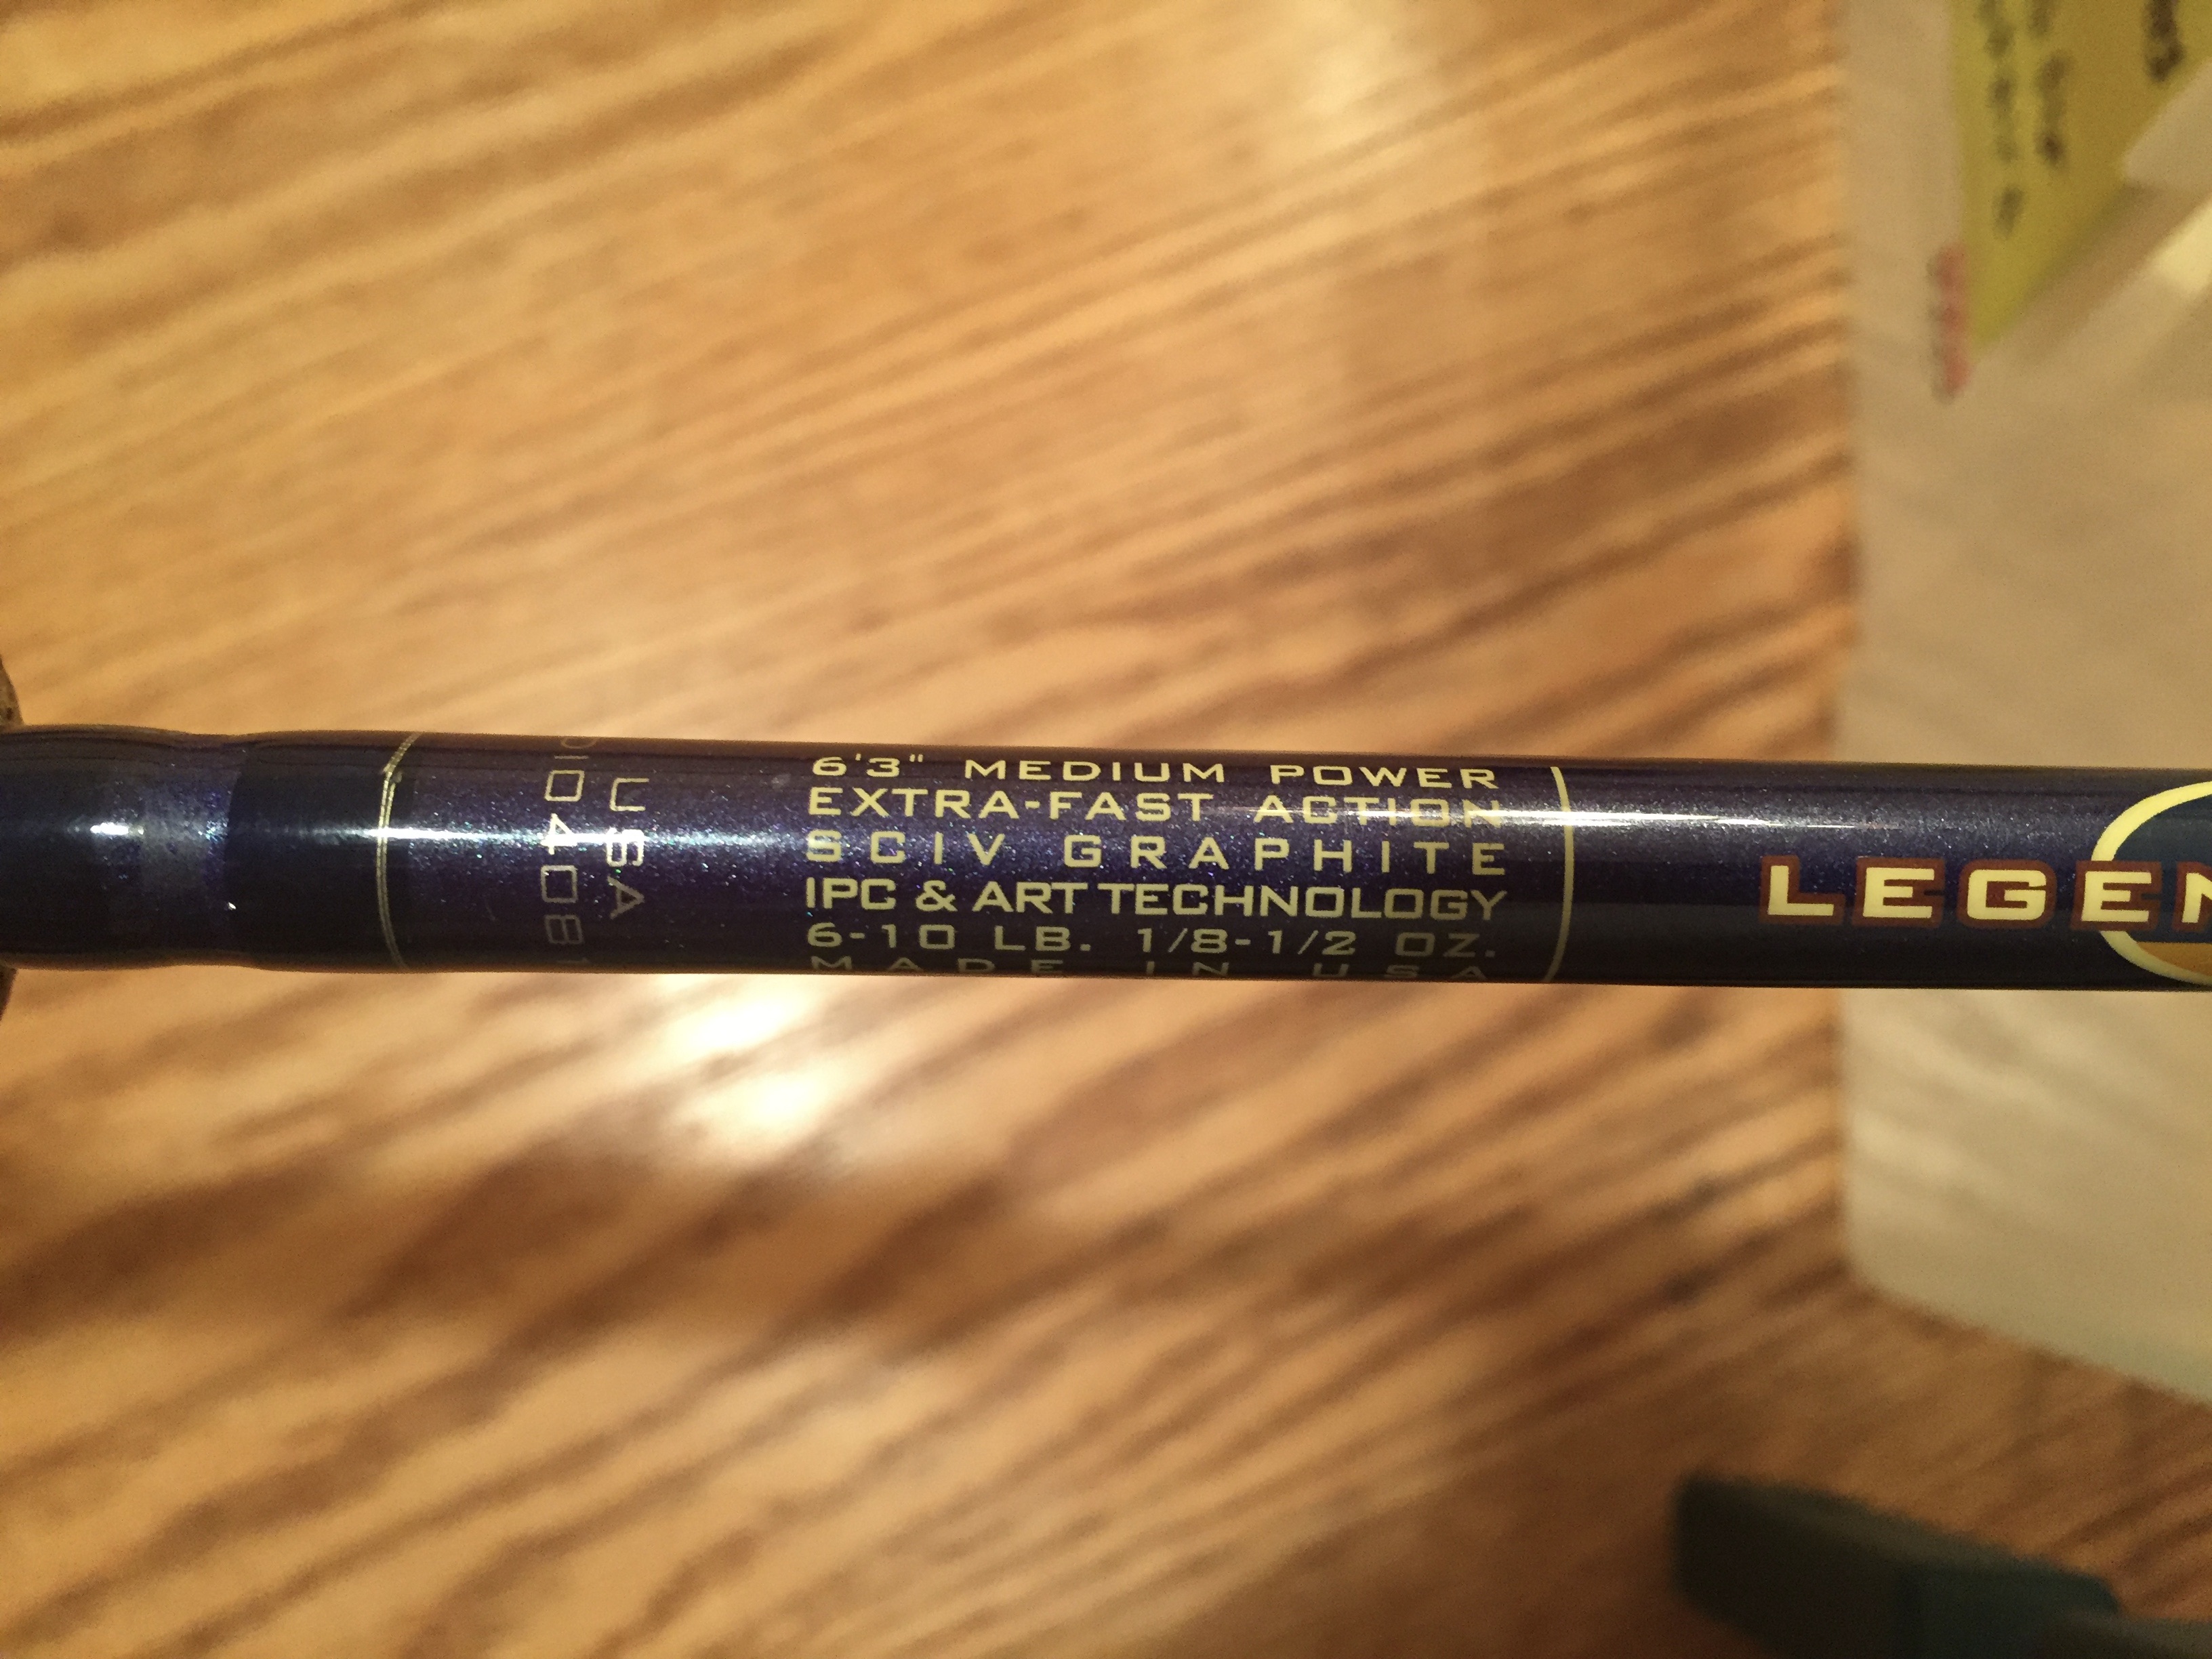 6'3" MEDIUM POWER
EXTRA-FAST ACTION
SCIV GRAPHITE
IPC & ART TECHNOLOGY
6-10 LB. 1/8-1/2 OZ.
MADE IN USA
USA
LEGEN